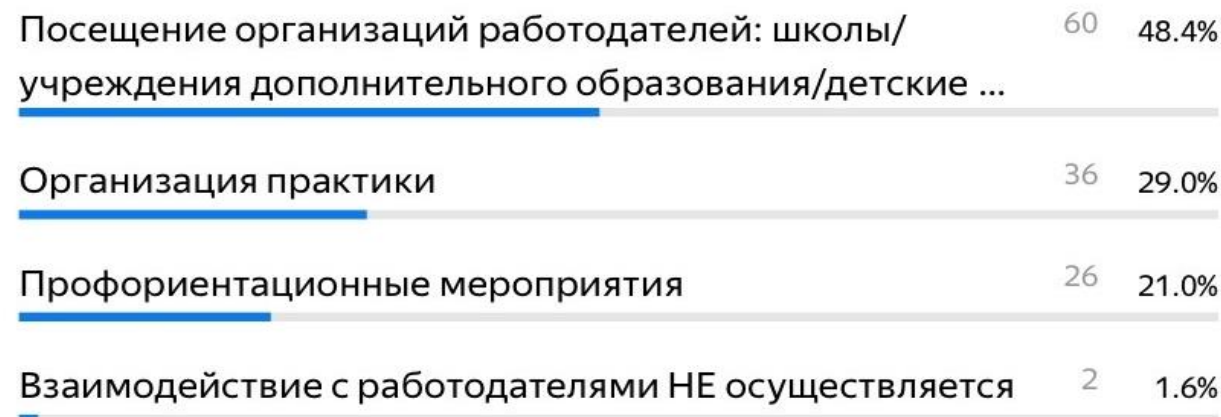 Посещение организаций работодателей: школы/ 60 48.4%
учреждения дополнительного образования/детские ...
Организация практики 36 29.0%
Профориентационные мероприятия 26 21.0%
Взаимодействие с работодателями НЕ осуществляется 2 1.6%